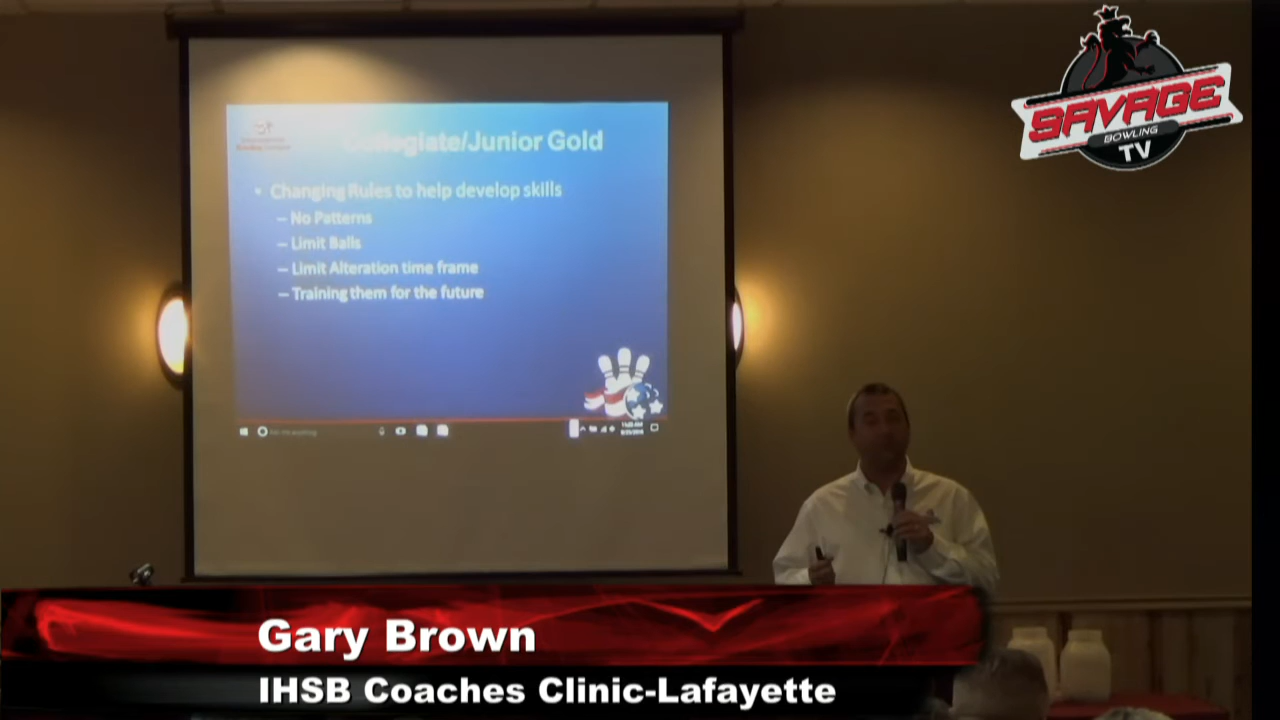 SAVAGE
BOWLING
TV
/Junior Gold
• Changing Rules to help develop skills
– No Patterns
– Limit Balls
– Limit Alteration time frame
– Training them for the future
Gary Brown
IHSB Coaches Clinic-Lafayette